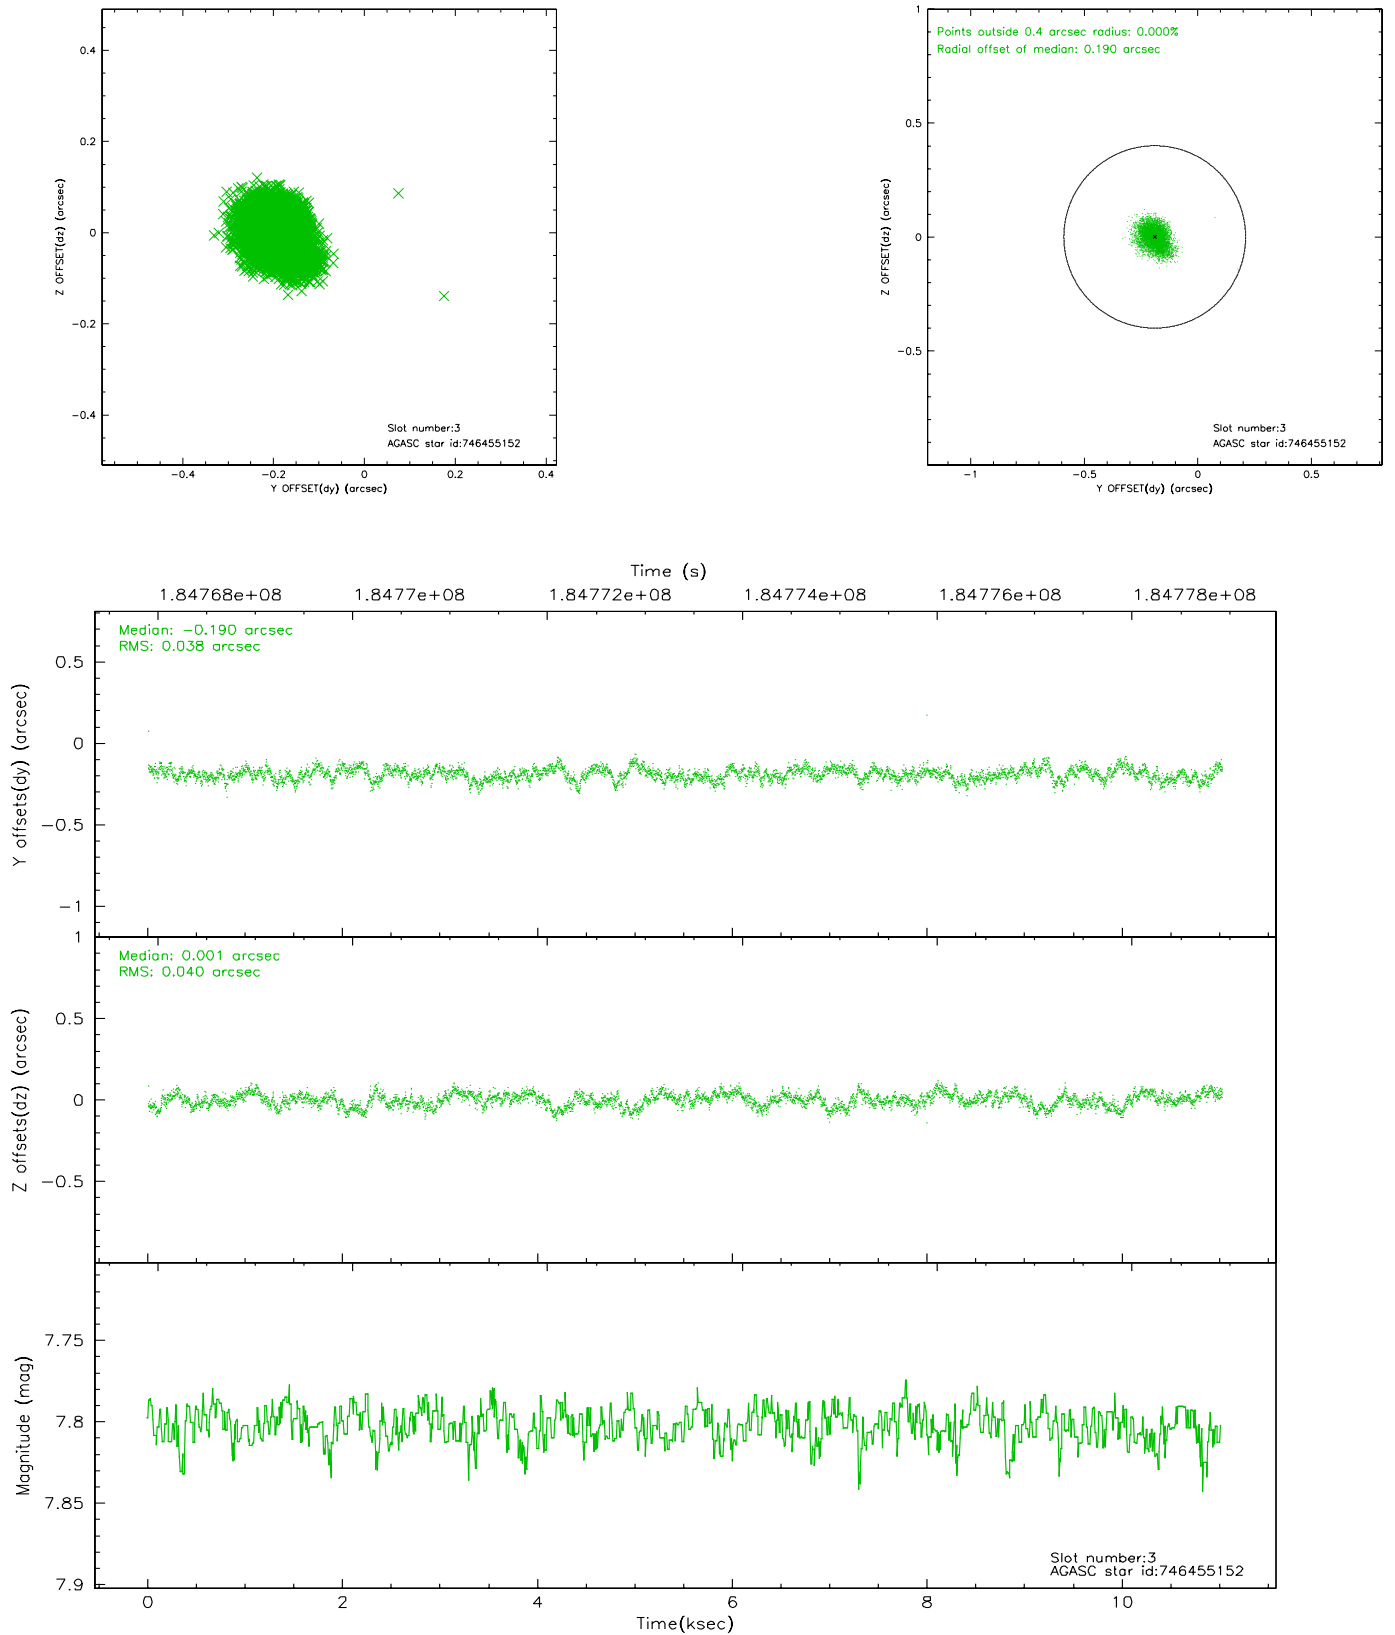 0.4
0.2
0
−0.2
−0.4
Z OFFSET(dz) (arcsec)
Slot number:3
AGASC star id:746455152
−0.4 −0.2 0 0.2 0.4
Y OFFSET(dy) (arcsec)
1
0.5
0
−0.5
Z OFFSET(dz) (arcsec)
Points outside 0.4 arcsec radius: 0.000%
Radial offset of median: 0.190 arcsec
Slot number:3
AGASC star id:746455152
−1 −0.5 0 0.5
Y OFFSET(dy) (arcsec)
Time (s)
1.84768e+08 1.8477e+08 1.84772e+08 1.84774e+08 1.84776e+08 1.84778e+08
Median: −0.190 arcsec
RMS: 0.038 arcsec
0.5
0
−0.5
−1
Y offsets(dy) (arcsec)
1
Median: 0.001 arcsec
RMS: 0.040 arcsec
0.5
0
−0.5
Z offsets(dz) (arcsec)
7.75
7.8
7.85
7.9
Magnitude (mag)
Slot number:3
AGASC star id:746455152
0 2 4 6 8 10
Time(ksec)